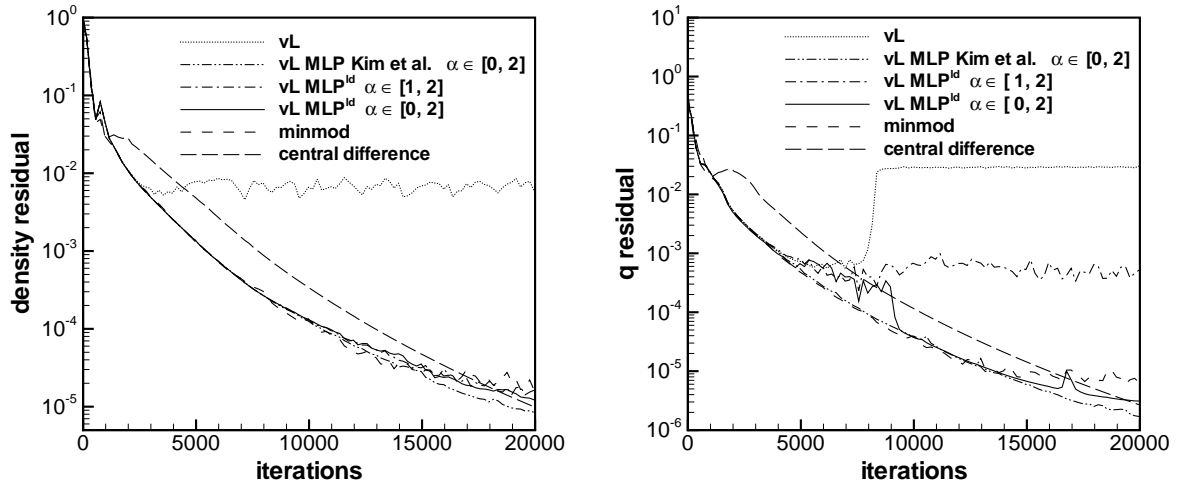 10^0
10^-1
10^-2
10^-3
10^-4
10^-5
density residual
vL
vL MLP Kim et al. α ∈ [0, 2]
vL MLP^ld α ∈ [1, 2]
vL MLP^ld α ∈ [0, 2]
minmod
central difference
0 5000 10000 15000 20000
iterations
10^1
10^0
10^-1
10^-2
10^-3
10^-4
10^-5
10^-6
q residual
vL
vL MLP Kim et al. α ∈ [0, 2]
vL MLP^ld α ∈ [ 1, 2]
vL MLP^ld α ∈ [ 0, 2]
minmod
central difference
0 5000 10000 15000 20000
iterations